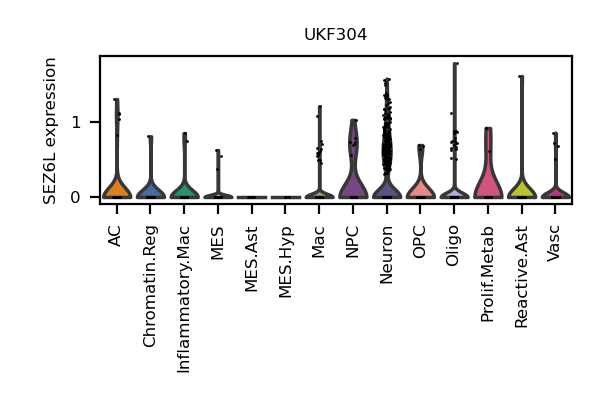 UKF304
SEZ6L expression
1
0
AC
Chromatin.Reg
Inflammatory.Mac
MES
MES.Ast
MES.Hyp
Mac
NPC
Neuron
OPC
Oligo
Prolif.Metab
Reactive.Ast
Vasc